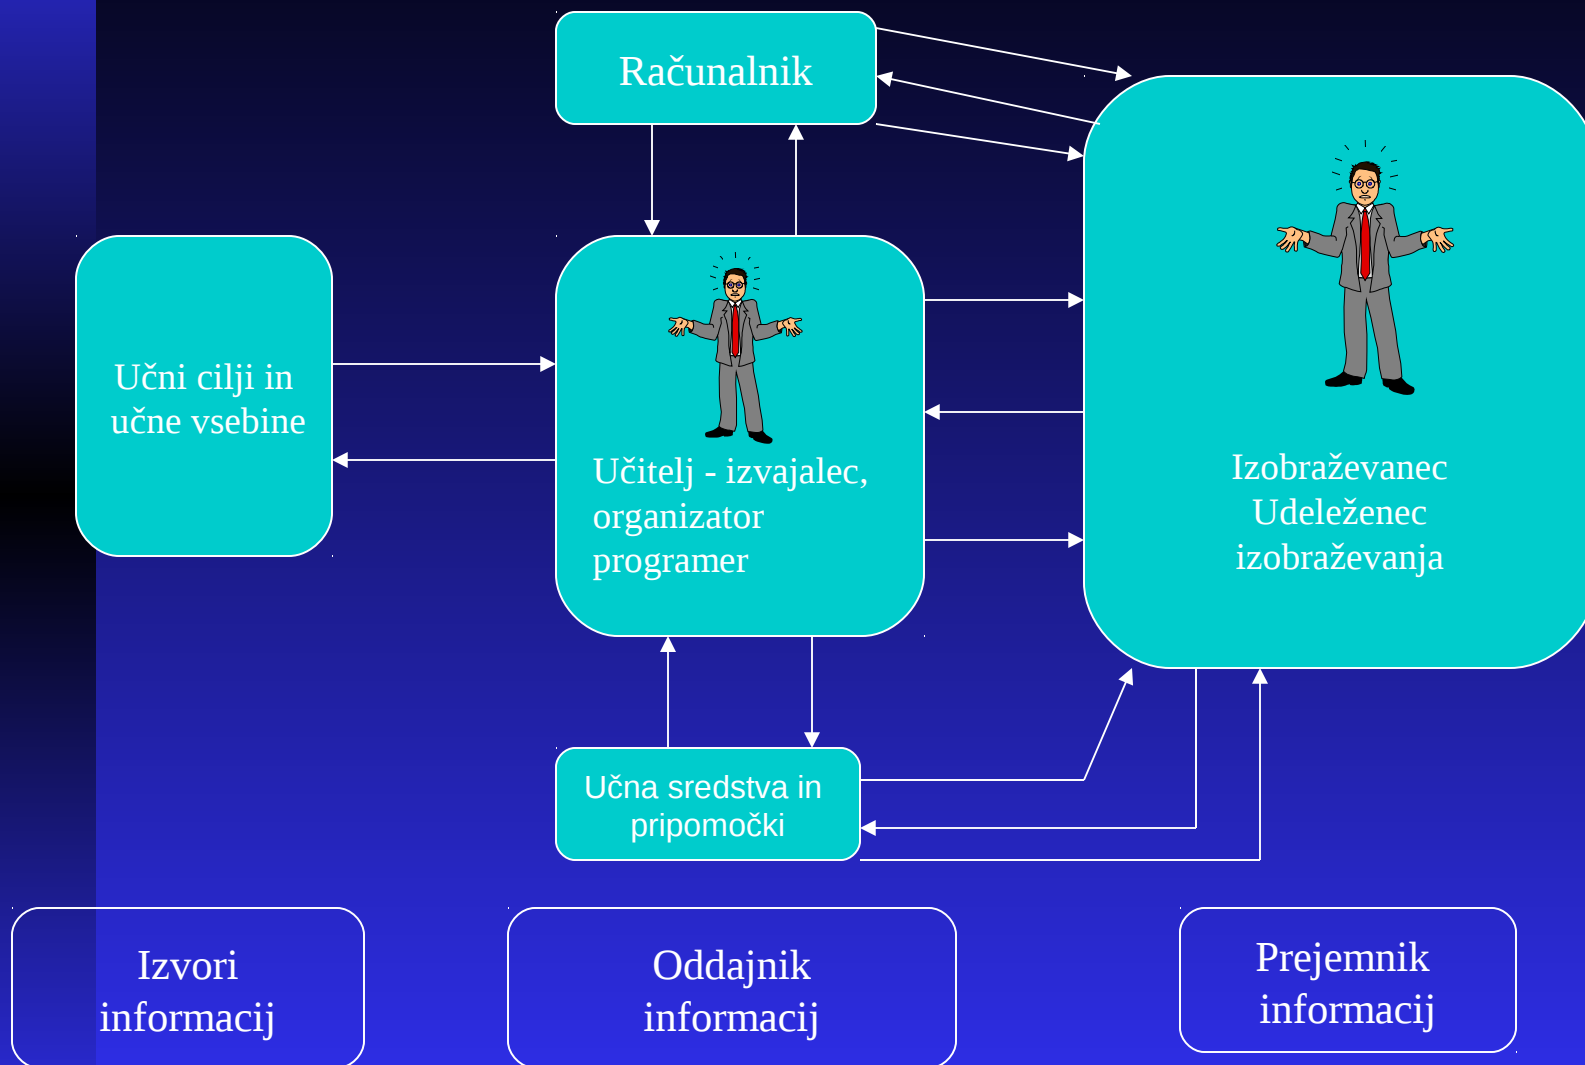 Računalnik
Učni cilji in
učne vsebine
Učitelj - izvajalec,
organizator
programer
Izobraževanec
Udeleženec
izobraževanja
Učna sredstva in
pripomočki
Izvori
informacij
Oddajnik
informacij
Prejemnik
informacij